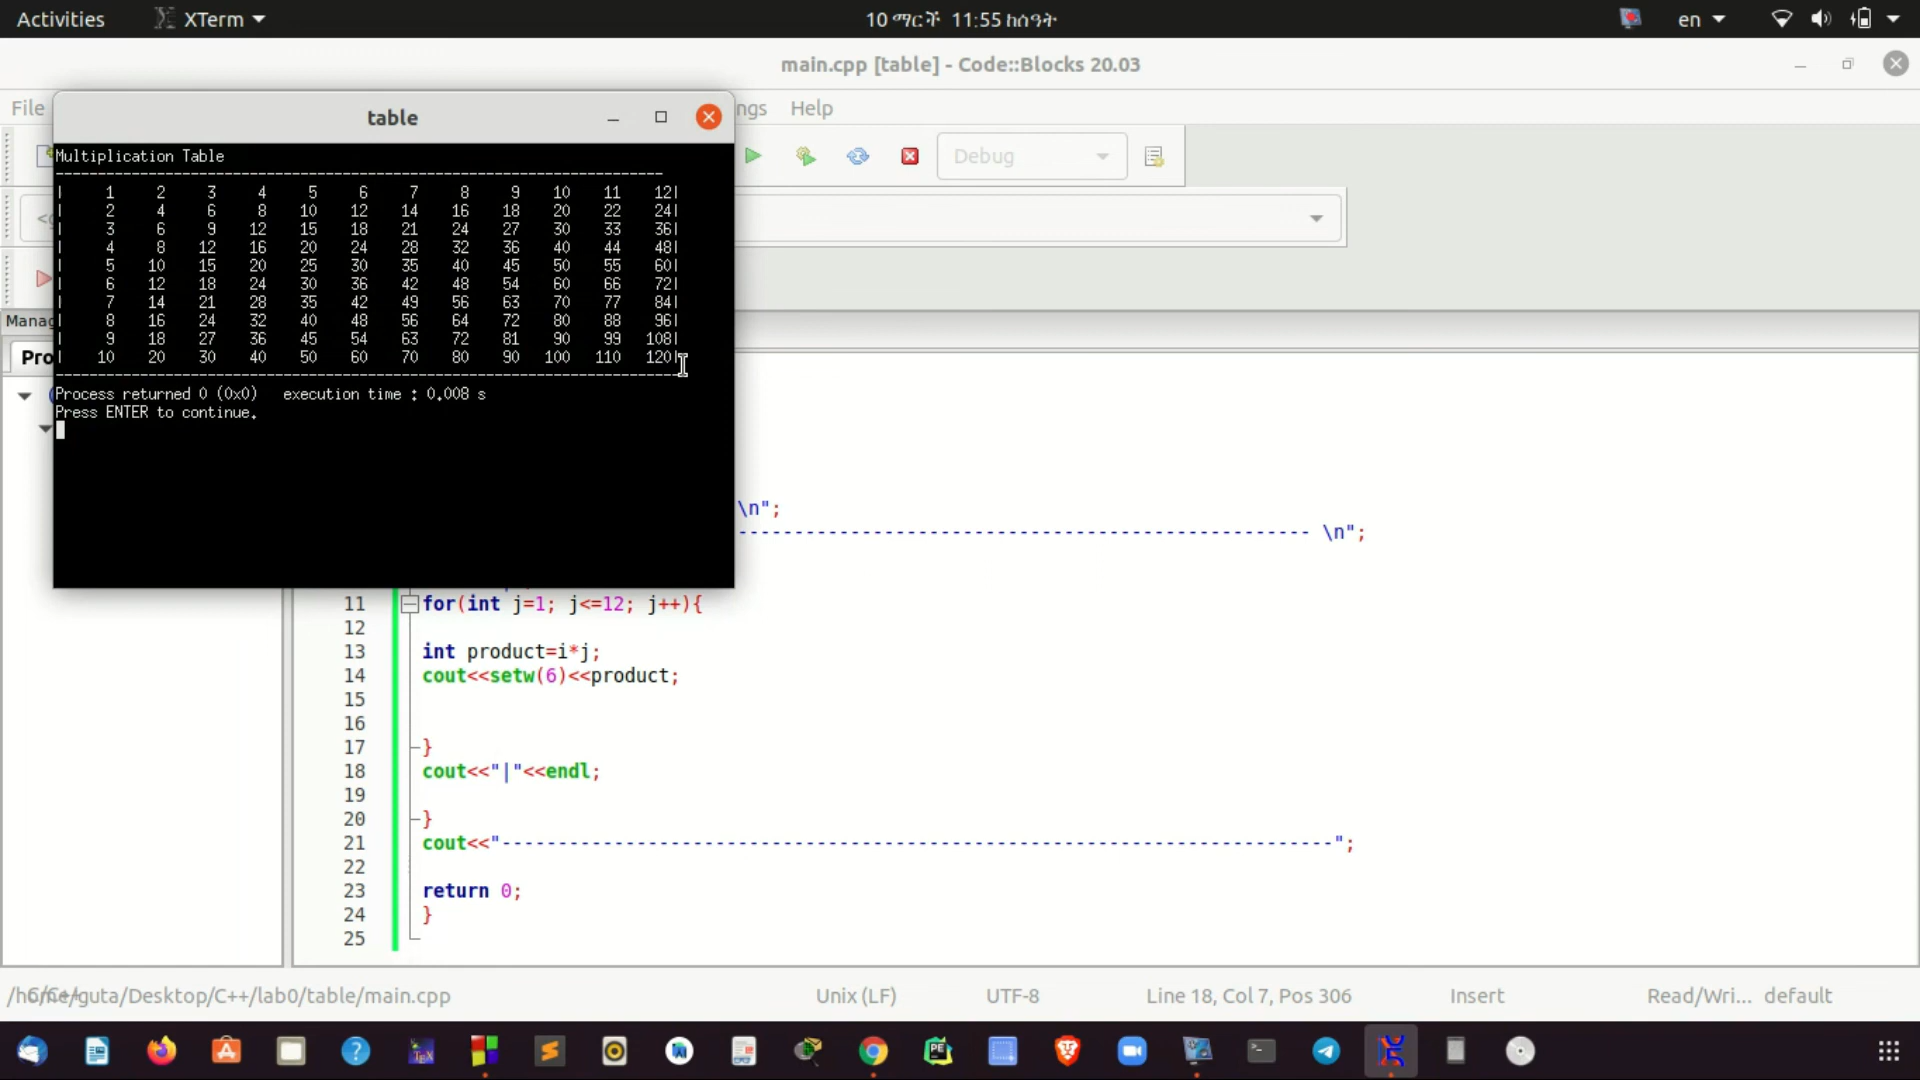 Activities XTerm 10 ማርች 11:55 ከሰዓት en
main.cpp [table] - Code::Blocks 20.03
File ngs Help
table
Debug
Multiplication Table
------------------------------------------------------------------------
| 1 2 3 4 5 6 7 8 9 10 11 12|
| 2 4 6 8 10 12 14 16 18 20 22 24|
| 3 6 9 12 15 18 21 24 27 30 33 36|
| 4 8 12 16 20 24 28 32 36 40 44 48|
| 5 10 15 20 25 30 35 40 45 50 55 60|
| 6 12 18 24 30 36 42 48 54 60 66 72|
| 7 14 21 28 35 42 49 56 63 70 77 84|
| 8 16 24 32 40 48 56 64 72 80 88 96|
| 9 18 27 36 45 54 63 72 81 90 99 108|
| 10 20 30 40 50 60 70 80 90 100 110 120|
--------------------------------------------------------------------------
Process returned 0 (0x0) execution time : 0.008 s
Press ENTER to continue.
Manag
Pro
\n";
--------------------------------------------------- \n";
11 for(int j=1; j<=12; j++){
12
13 int product=i*j;
14 cout<<setw(6)<<product;
15
16
17 }
18 cout<<"|"<<endl;
19
20 }
21 cout<<"--------------------------------------------------------------------------";
22
23 return 0;
24 }
25
/home/guta/Desktop/C++/lab0/table/main.cpp Unix (LF) UTF-8 Line 18, Col 7, Pos 306 Insert Read/Wri... default